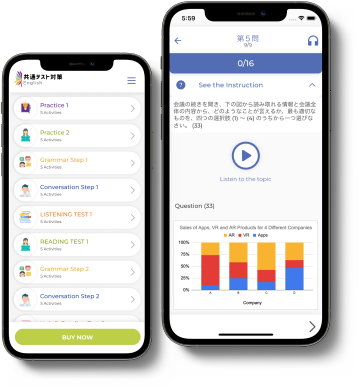 共通テスト対策
English
Practice 1
5 Activities
Practice 2
5 Activities
Grammar Step 1
5 Activities
Conversation Step 1
5 Activities
LISTENING TEST 1
5 Activities
READING TEST 1
5 Activities
Grammar Step 2
5 Activities
Conversation Step 2
5 Activities
BUY NOW
5:59
第5問
9/9
0/16
?
See the Instruction
会議の続きを聞き、下の図から読み取れる情報と会議全
体の内容から、どのようなことが言えるか、最も適切な
ものを、四つの選択肢 (1) ～ (4) のうちから一つ選びな
さい。 (33)
Listen to the topic
Question (33)
Sales of Apps, VR and AR Products for 4 Different Companies
AR VR Apps
100%
75%
50%
25%
0%
A B C D
Company